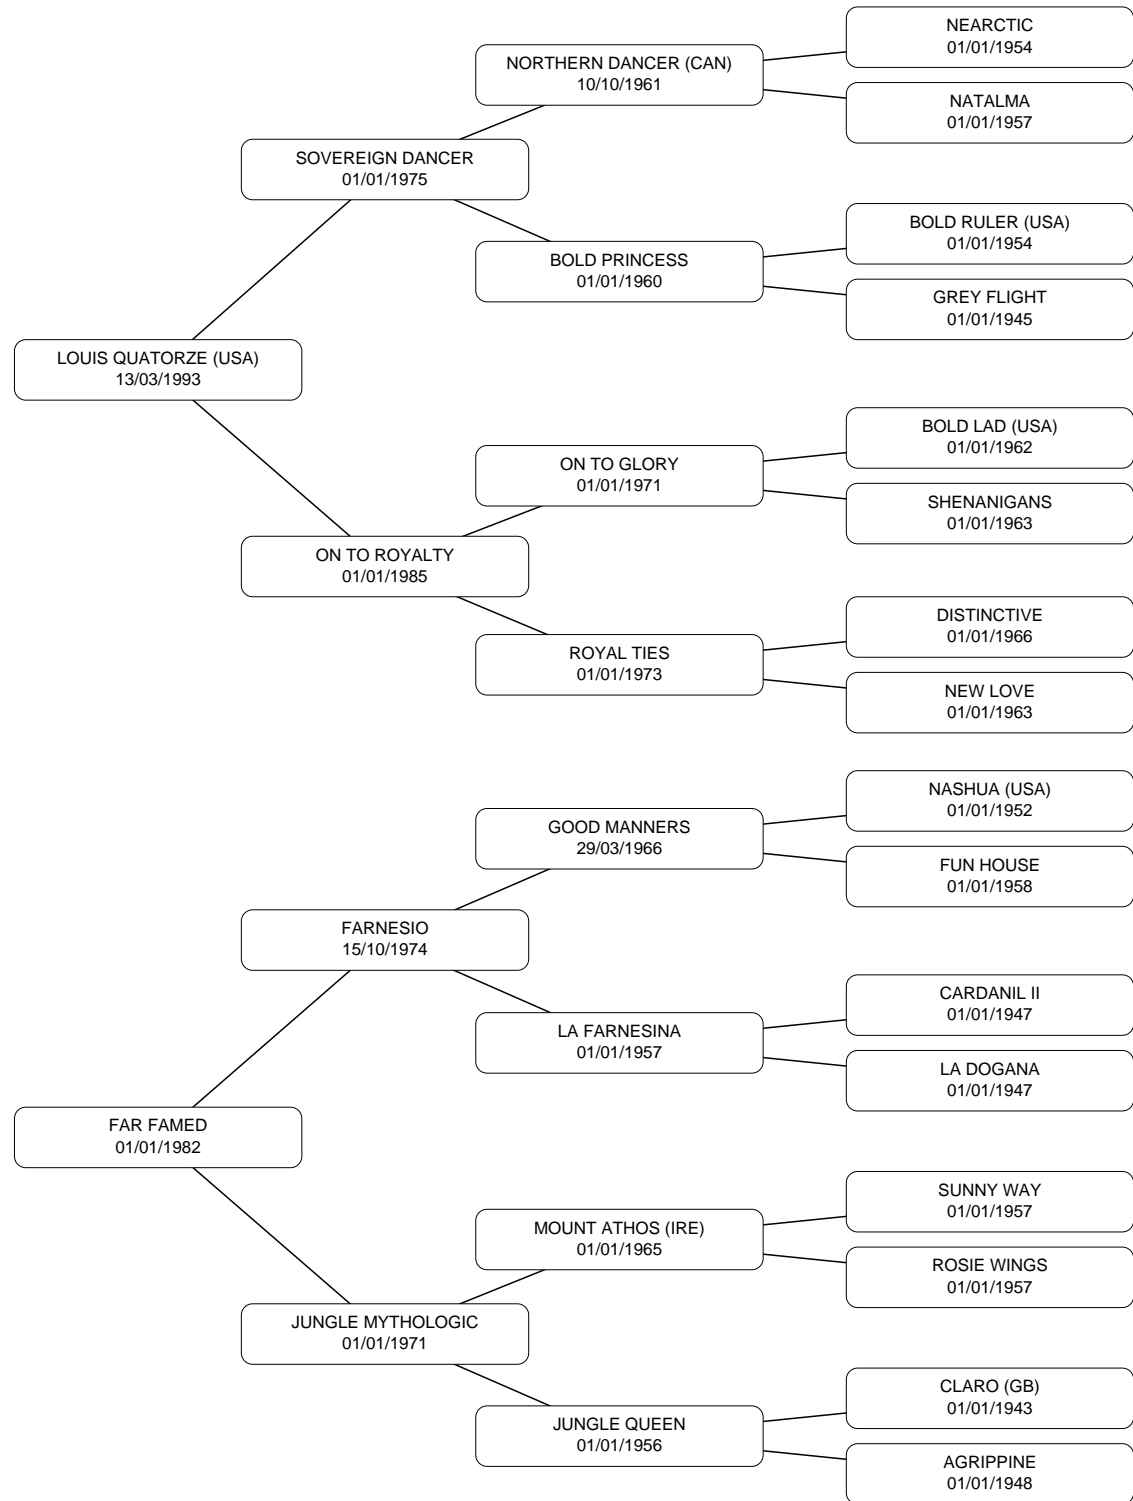 NEARCTIC
01/01/1954
NORTHERN DANCER (CAN)
10/10/1961
NATALMA
01/01/1957
SOVEREIGN DANCER
01/01/1975
BOLD RULER (USA)
01/01/1954
BOLD PRINCESS
01/01/1960
GREY FLIGHT
01/01/1945
LOUIS QUATORZE (USA)
13/03/1993
BOLD LAD (USA)
01/01/1962
ON TO GLORY
01/01/1971
SHENANIGANS
01/01/1963
ON TO ROYALTY
01/01/1985
DISTINCTIVE
01/01/1966
ROYAL TIES
01/01/1973
NEW LOVE
01/01/1963
NASHUA (USA)
01/01/1952
GOOD MANNERS
29/03/1966
FUN HOUSE
01/01/1958
FARNESIO
15/10/1974
CARDANIL II
01/01/1947
LA FARNESINA
01/01/1957
LA DOGANA
01/01/1947
FAR FAMED
01/01/1982
SUNNY WAY
01/01/1957
MOUNT ATHOS (IRE)
01/01/1965
ROSIE WINGS
01/01/1957
JUNGLE MYTHOLOGIC
01/01/1971
CLARO (GB)
01/01/1943
JUNGLE QUEEN
01/01/1956
AGRIPPINE
01/01/1948